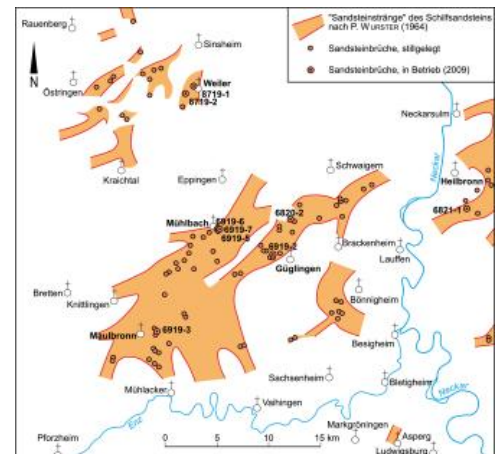 "Sandsteinstränge" des Schilfsandsteins
nach P. WURSTER (1964)
Sandsteinbrüche, stillgelegt
Sandsteinbrüche, in Betrieb (2009)
Rauenberg
Sinsheim
N
Östringen
Weiler
6719-1
6719-2
Neckarsulm
Neckar
Kraichtal
Eppingen
Schwaigern
Heilbronn
6821-1
Mühlbach
6919-6
6919-7
6919-8
6820-2
6919-2
Brackenheim
Lauffen
Güglingen
Bretten
Knittlingen
Bönnigheim
Maulbronn
6919-3
Besigheim
Sachsenheim
Bietigheim
Mühlacker
Neckar
Vaihingen
Enz
Markgröningen
Asperg
Pforzheim
0 5 10 15 km
Ludwigsburg